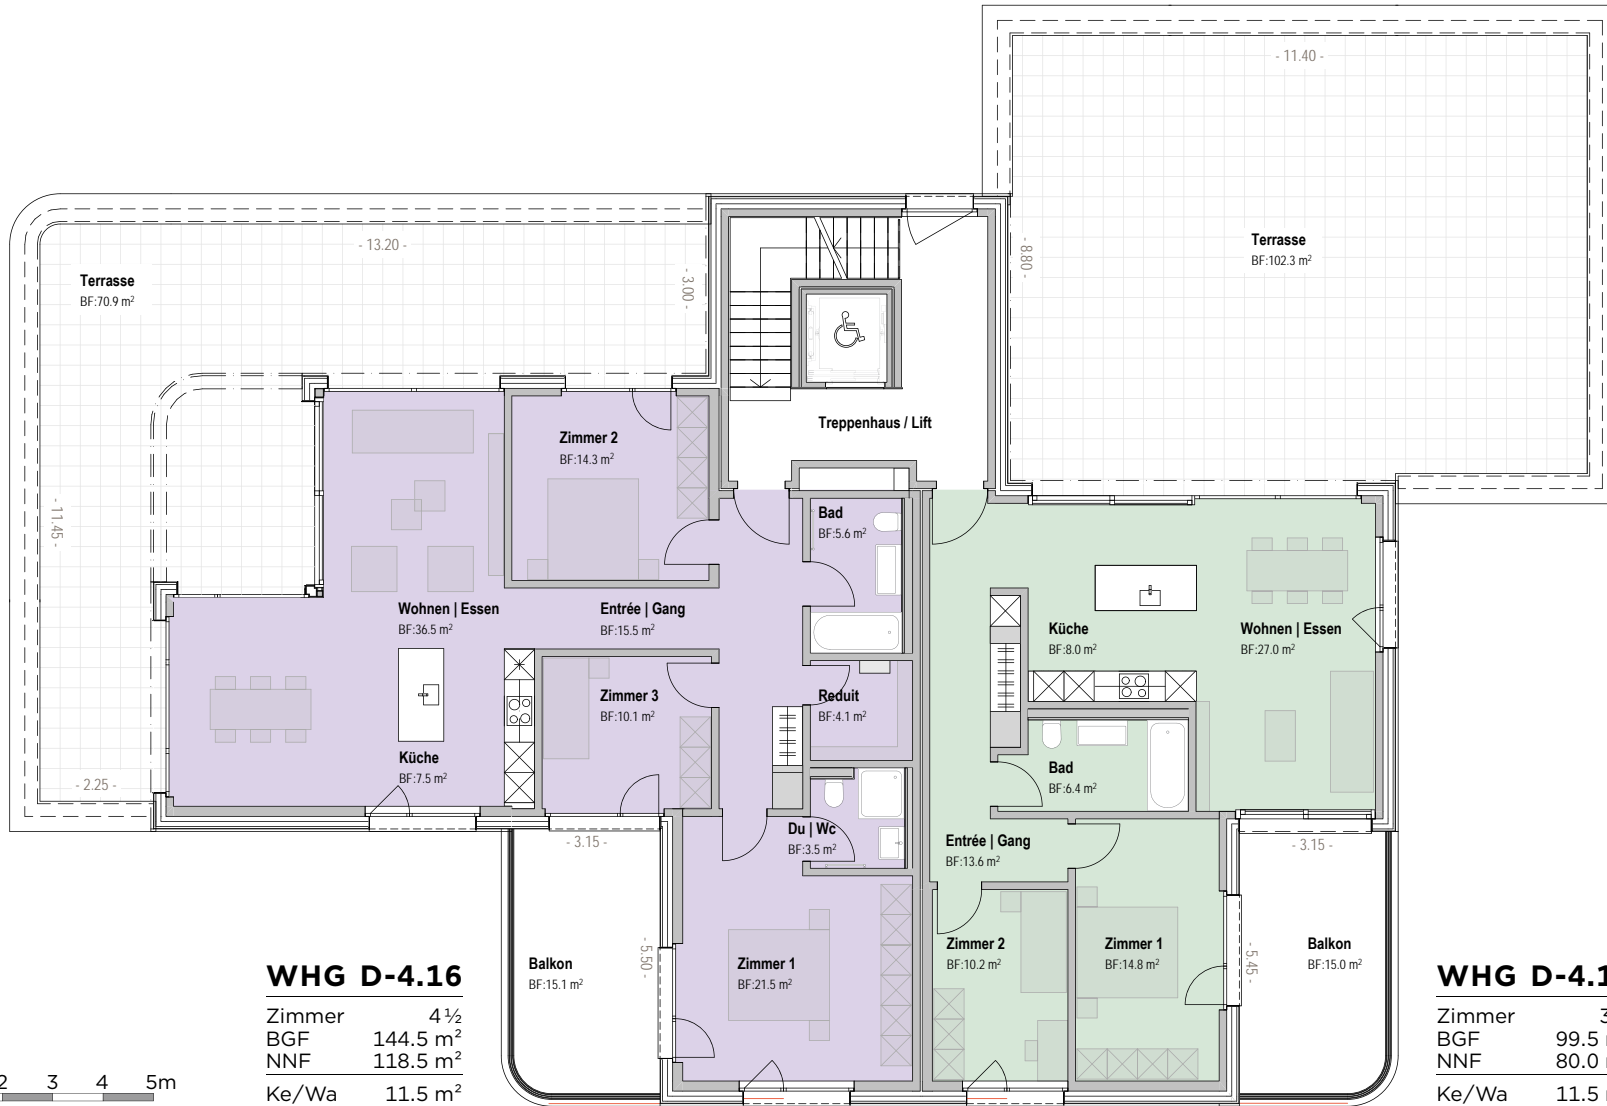 - 11.40 -
- 13.20 -
- 3.00 -
- 8.80 -
Terrasse
BF:102.3 m²
Terrasse
BF:70.9 m²
Treppenhaus / Lift
Zimmer 2
BF:14.3 m²
- 11.45 -
Bad
BF:5.6 m²
Wohnen | Essen
BF:36.5 m²
Entrée | Gang
BF:15.5 m²
Küche
BF:8.0 m²
Wohnen | Essen
BF:27.0 m²
Zimmer 3
BF:10.1 m²
Reduit
BF:4.1 m²
Küche
BF:7.5 m²
Bad
BF:6.4 m²
- 2.25 -
Du | Wc
BF:3.5 m²
- 3.15 -
Entrée | Gang
BF:13.6 m²
- 3.15 -
Balkon
BF:15.1 m²
- 5.50 -
Zimmer 1
BF:21.5 m²
Zimmer 2
BF:10.2 m²
Zimmer 1
BF:14.8 m²
- 5.45 -
Balkon
BF:15.0 m²
WHG D-4.16
Zimmer 4½
BGF 144.5 m²
NNF 118.5 m²
Ke/Wa 11.5 m²
WHG D-4.1
Zimmer 3
BGF 99.5
NNF 80.0
Ke/Wa 11.5
2 3 4 5m